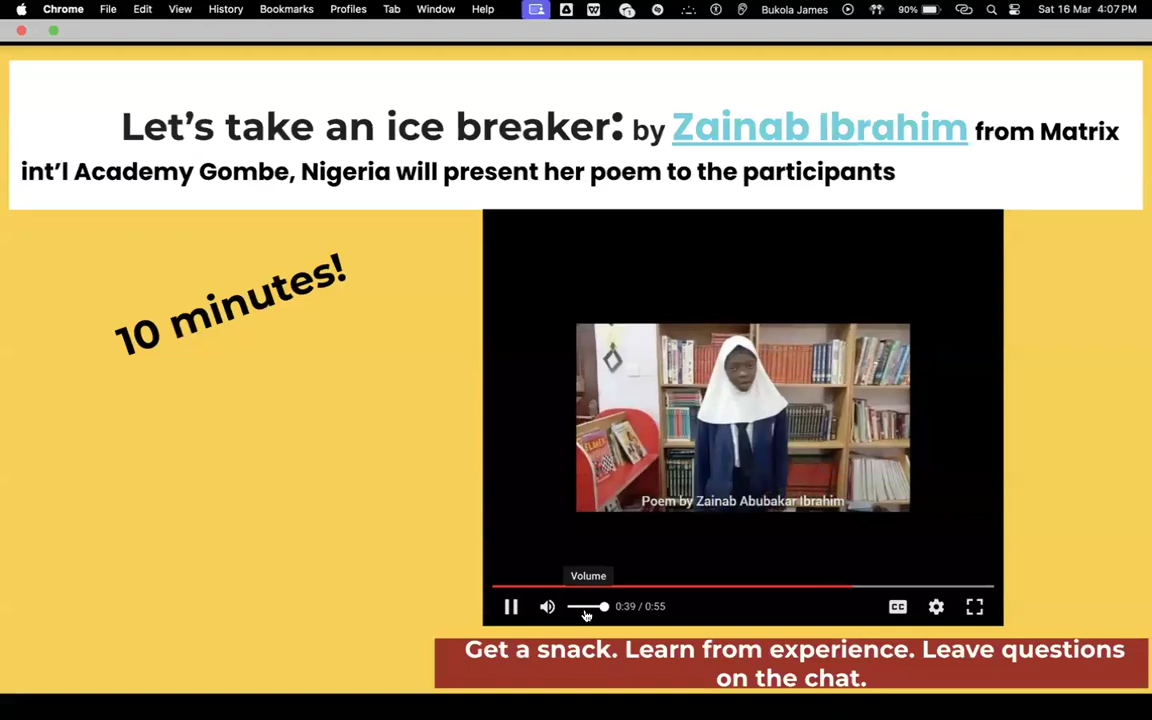 Chrome File Edit View History Bookmarks Profiles Tab Window Help Bukola James 90% Sat 16 Mar 4:07 PM
Let's take an ice breaker: by Zainab Ibrahim from Matrix
int'l Academy Gombe, Nigeria will present her poem to the participants
10 minutes!
Poem by Zainab Abubakar Ibrahim
Volume
0:39 / 0:55
CC
Get a snack. Learn from experience. Leave questions
on the chat.